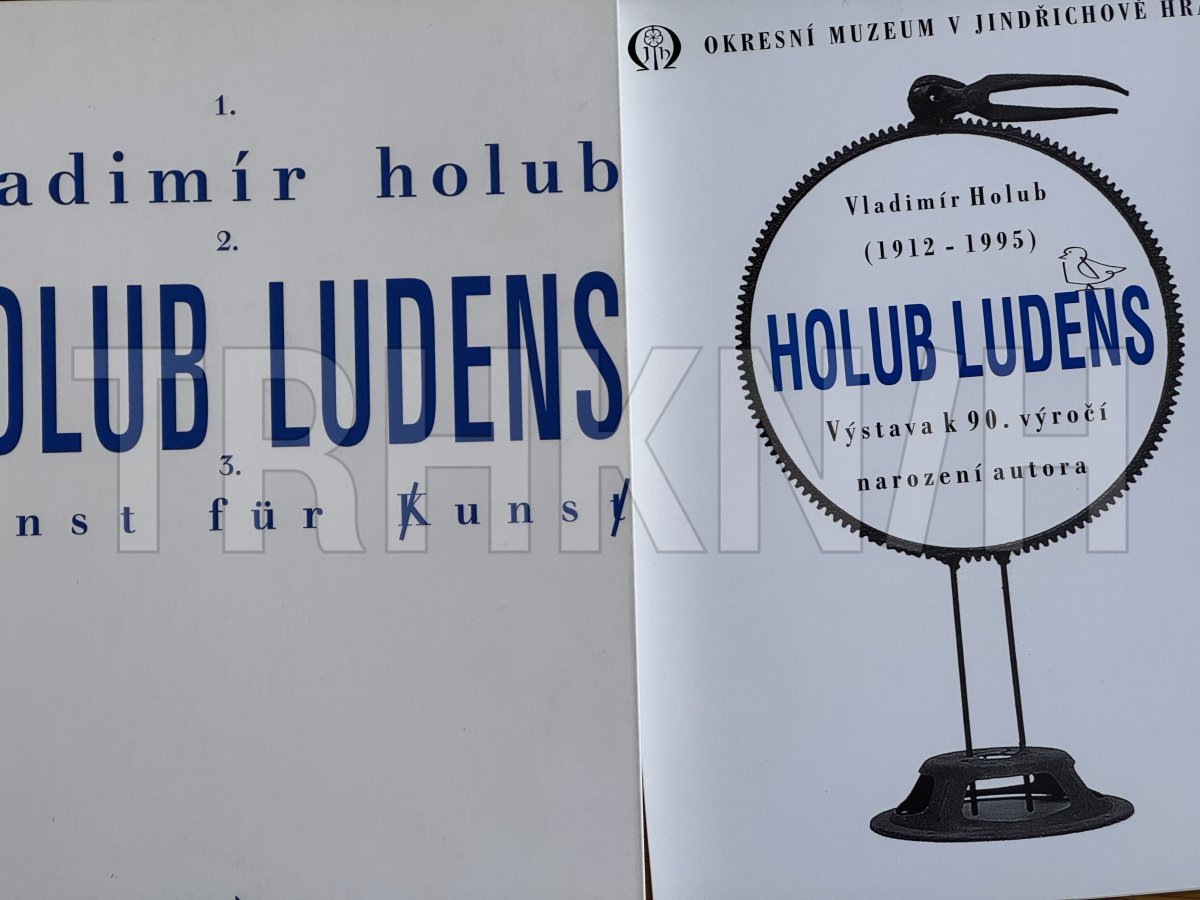 1.
adimír holub
2.
OLUB LUDENS
3.
nst für Kunst
OKRESNÍ MUZEUM V JINDŘICHOVĚ HRA
Vladimír Holub
(1912 - 1995)
HOLUB LUDENS
Výstava k 90. výročí
narození autora
TRHKNIH